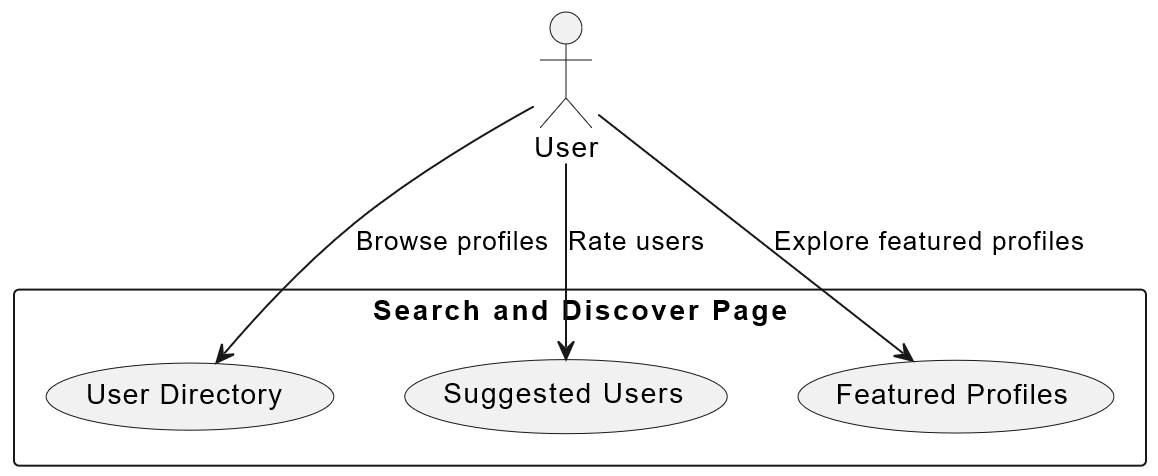 User
Browse profiles
Rate users
Explore featured profiles
Search and Discover Page
User Directory
Suggested Users
Featured Profiles